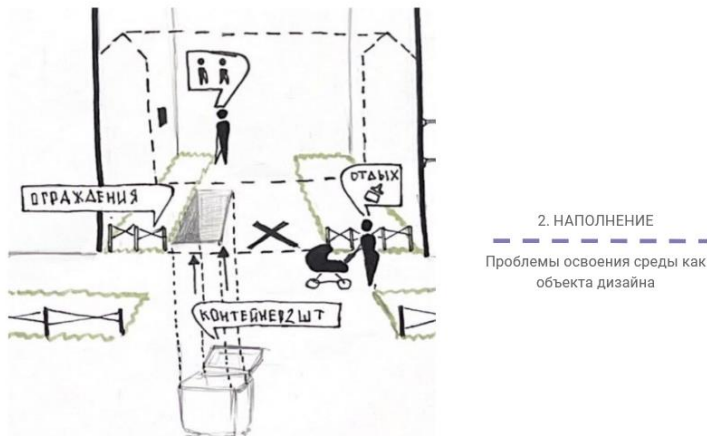 ОТДЫХ
ОГРАЖДЕНИЯ
КОНТЕЙНЕР 2 ШТ
2. НАПОЛНЕНИЕ
Проблемы освоения среды как
объекта дизайна